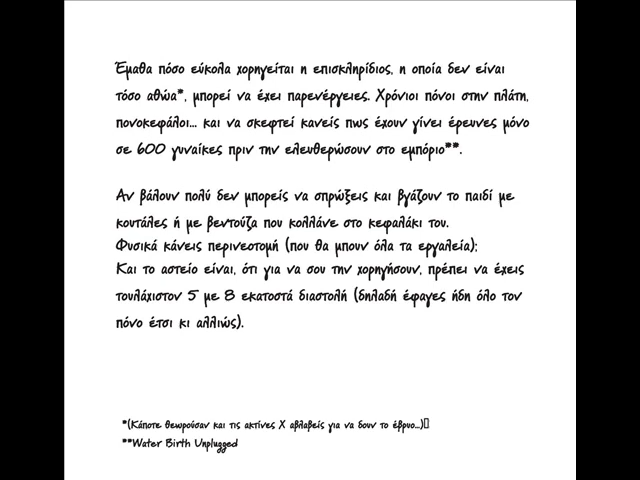 Έμαθα πόσο εύκολα χορηγείται η επισκληρίδιος, η οποία δεν είναι
τόσο αθώα*, μπορεί να έχει παρενέργειες. Χρόνιοι πόνοι στην πλάτη,
πονοκεφάλοι... και να σκεφτεί κανείς πως έχουν γίνει έρευνες μόνο
σε 600 γυναίκες πριν την ελευθερώσουν στο εμπόριο**.
Αν βάλουν πολύ δεν μπορείς να σπρώξεις και βγάζουν το παιδί με
κουτάλες ή με βεντούζα που κολλάνε στο κεφαλάκι του.
Φυσικά κάνεις περινεοτομή (που θα μπουν όλα τα εργαλεία);
Και το αστείο είναι, ότι για να σου την χορηγήσουν, πρέπει να έχεις
τουλάχιστον 5 με 8 εκατοστά διαστολή (δηλαδή έφαγες ήδη όλο τον
πόνο έτσι κι αλλιώς).
*(Κάποτε θεωρούσαν και τις ακτίνες Χ αβλαβείς για να δουν το έβρυο...)
**Water Birth Unplugged